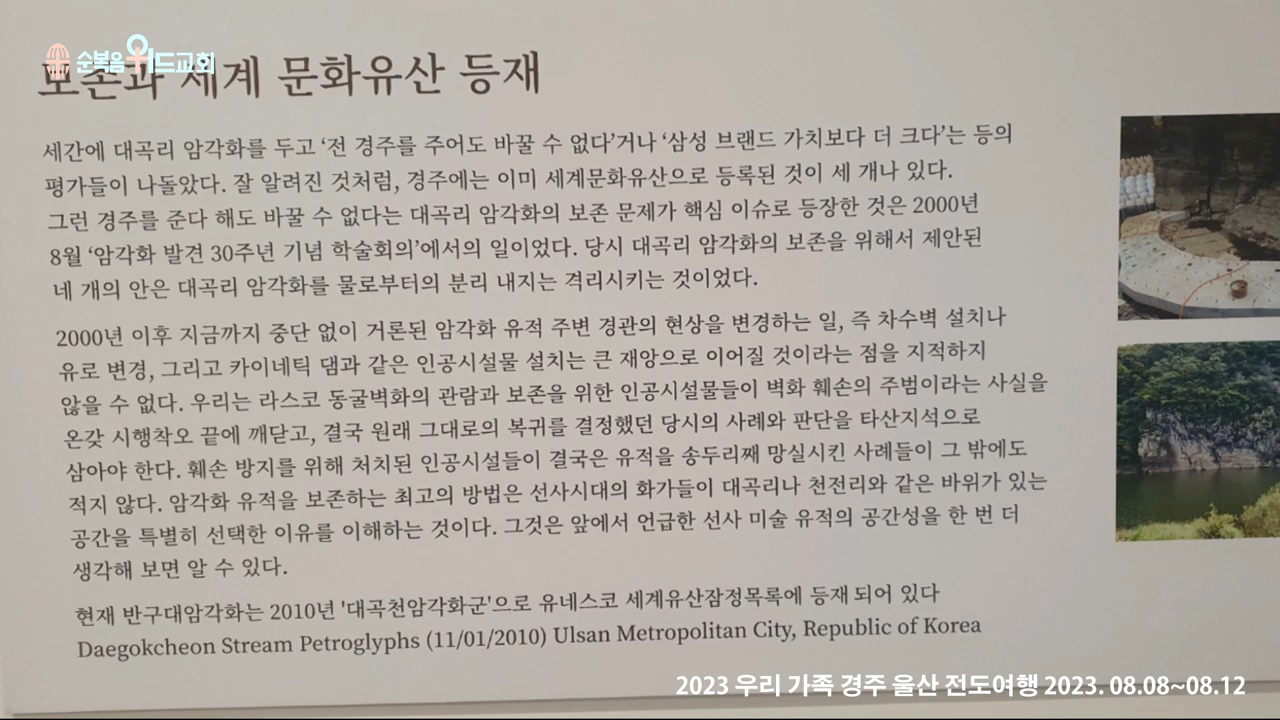 순복음위드교회
보존과 세계 문화유산 등재
세간에 대곡리 암각화를 두고 ‘전 경주를 주어도 바꿀 수 없다’거나 ‘삼성 브랜드 가치보다 더 크다’는 등의
평가들이 나돌았다. 잘 알려진 것처럼, 경주에는 이미 세계문화유산으로 등록된 것이 세 개나 있다.
그런 경주를 준다 해도 바꿀 수 없다는 대곡리 암각화의 보존 문제가 핵심 이슈로 등장한 것은 2000년
8월 ‘암각화 발견 30주년 기념 학술회의’에서의 일이었다. 당시 대곡리 암각화의 보존을 위해서 제안된
네 개의 안은 대곡리 암각화를 물로부터의 분리 내지는 격리시키는 것이었다.
2000년 이후 지금까지 중단 없이 거론된 암각화 유적 주변 경관의 현상을 변경하는 일, 즉 차수벽 설치나
유로 변경, 그리고 카이네틱 댐과 같은 인공시설물 설치는 큰 재앙으로 이어질 것이라는 점을 지적하지
않을 수 없다. 우리는 라스코 동굴벽화의 관람과 보존을 위한 인공시설물들이 벽화 훼손의 주범이라는 사실을
온갖 시행착오 끝에 깨닫고, 결국 원래 그대로의 복귀를 결정했던 당시의 사례와 판단을 타산지석으로
삼아야 한다. 훼손 방지를 위해 처치된 인공시설들이 결국은 유적을 송두리째 망실시킨 사례들이 그 밖에도
적지 않다. 암각화 유적을 보존하는 최고의 방법은 선사시대의 화가들이 대곡리나 천전리와 같은 바위가 있는
공간을 특별히 선택한 이유를 이해하는 것이다. 그것은 앞에서 언급한 선사 미술 유적의 공간성을 한 번 더
생각해 보면 알 수 있다.
현재 반구대암각화는 2010년 '대곡천암각화군'으로 유네스코 세계유산잠정목록에 등재 되어 있다
Daegokcheon Stream Petroglyphs (11/01/2010) Ulsan Metropolitan City, Republic of Korea
2023 우리 가족 경주 울산 전도여행 2023. 08.08~08.12